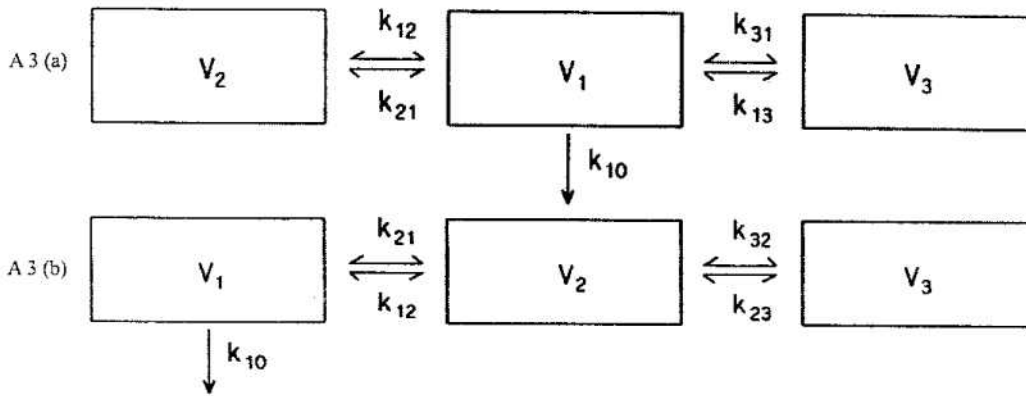 k12 k31
A 3 (a) V2 V1 V3
k21 k13
k10
k21 k32
A 3 (b) V1 V2 V3
k12 k23
k10